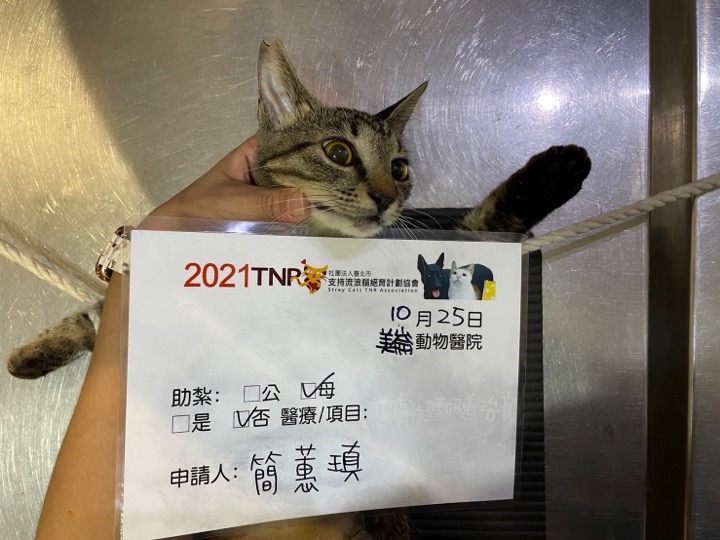 2021TNR
社團法人臺北市
支持流浪貓絕育計劃協會
Stray Cats TNR Association
10月25日
美崙動物醫院
助紮：□公 ☑母
□是 ☑否 醫療/項目：
申請人：簡蕙瑱